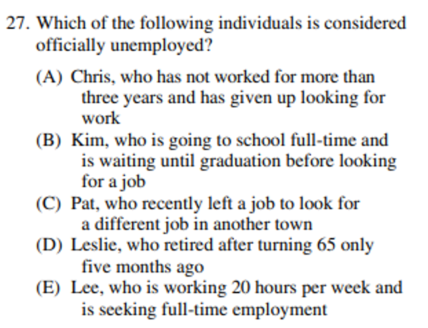 27. Which of the following individuals is considered
officially unemployed?
(A) Chris, who has not worked for more than
three years and has given up looking for
work
(B) Kim, who is going to school full-time and
is waiting until graduation before looking
for a job
(C) Pat, who recently left a job to look for
a different job in another town
(D) Leslie, who retired after turning 65 only
five months ago
(E) Lee, who is working 20 hours per week and
is seeking full-time employment